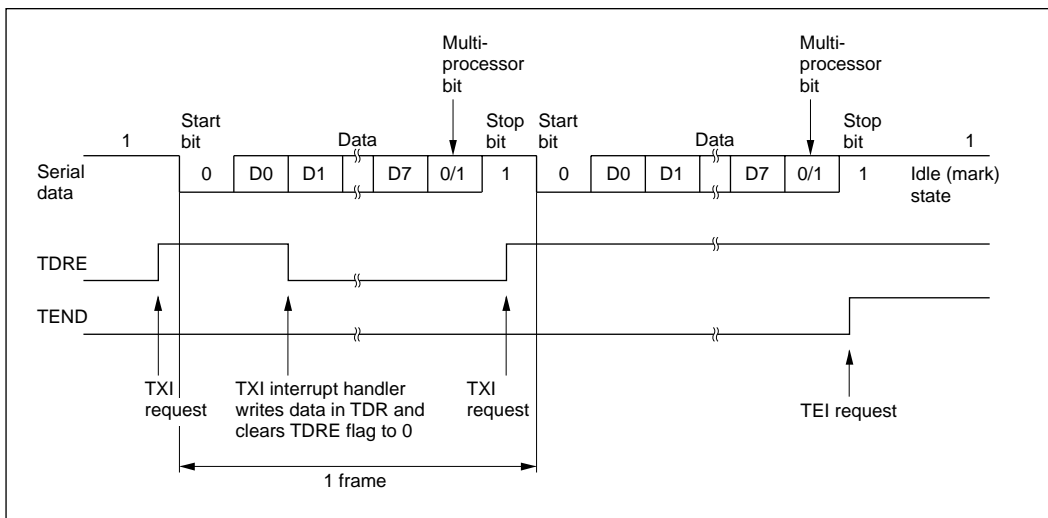 Multi-
processor
bit
Multi-
processor
bit
1
Start
bit
Data
Stop
bit
Start
bit
Data
Stop
bit
1
Serial
data
0 D0 D1 D7 0/1 1 0 D0 D1 D7 0/1 1
Idle (mark)
state
TDRE
TEND
TXI
request
TXI interrupt handler
writes data in TDR and
clears TDRE flag to 0
TXI
request
TEI request
1 frame